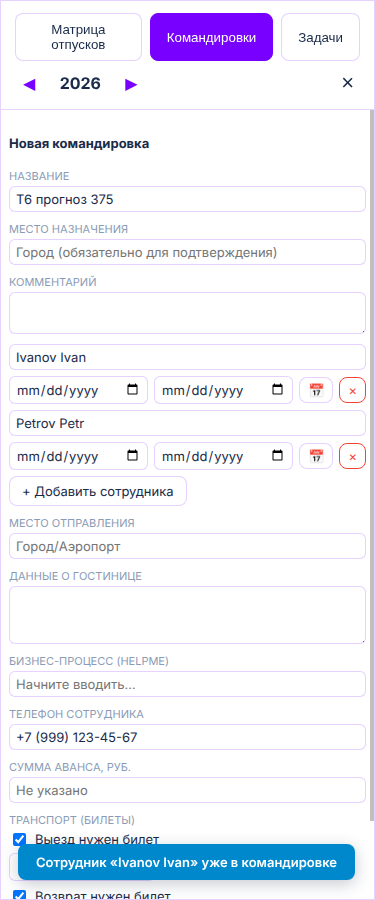 Матрица
отпусков
Командировки
Задачи
◀ 2026 ▶ ×
Новая командировка
НАЗВАНИЕ
Т6 прогноз 375
МЕСТО НАЗНАЧЕНИЯ
Город (обязательно для подтверждения)
КОММЕНТАРИЙ
Ivanov Ivan
mm/dd/yyyy mm/dd/yyyy ×
Petrov Petr
mm/dd/yyyy mm/dd/yyyy ×
+ Добавить сотрудника
МЕСТО ОТПРАВЛЕНИЯ
Город/Аэропорт
ДАННЫЕ О ГОСТИНИЦЕ
БИЗНЕС-ПРОЦЕСС (HELPME)
Начните вводить...
ТЕЛЕФОН СОТРУДНИКА
+7 (999) 123-45-67
СУММА АВАНСА, РУБ.
Не указано
ТРАНСПОРТ (БИЛЕТЫ)
Выезд нужен билет
Сотрудник «Ivanov Ivan» уже в командировке
Возврат нужен билет